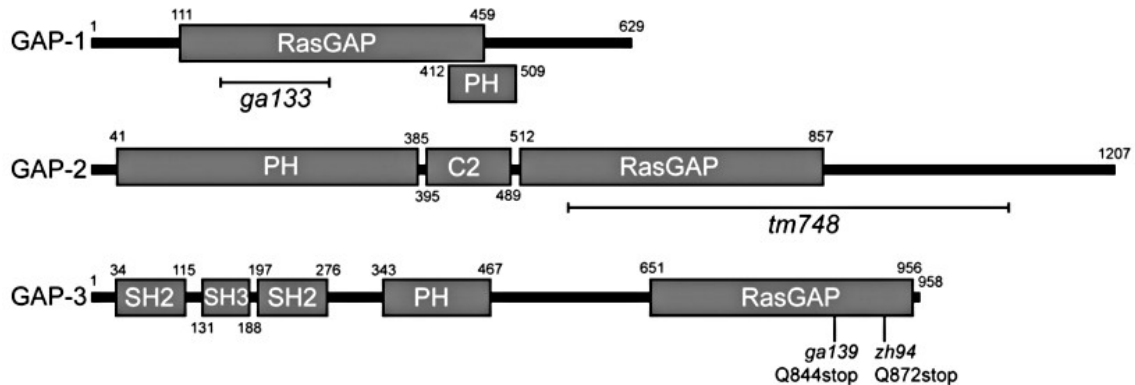 1 111 459 629
GAP-1 RasGAP
412 PH 509
ga133
41 385 512 857 1207
GAP-2 PH C2 RasGAP
395 489
tm748
1 34 115 197 276 343 467 651 956
GAP-3 SH2 SH3 SH2 PH RasGAP 958
131 188
ga139 zh94
Q844stop Q872stop